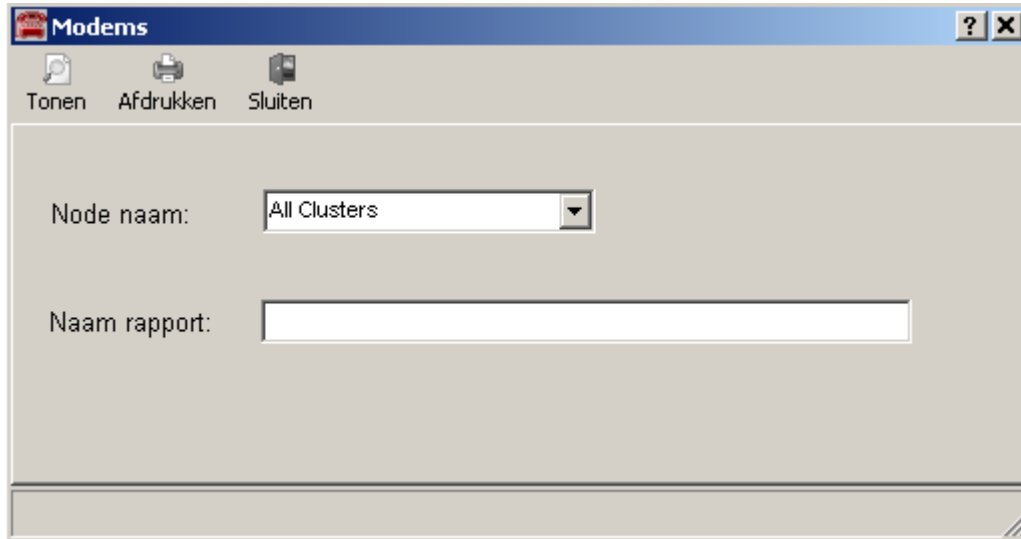 Modems
Tonen Afdrukken Sluiten
Node naam: All Clusters
Naam rapport: